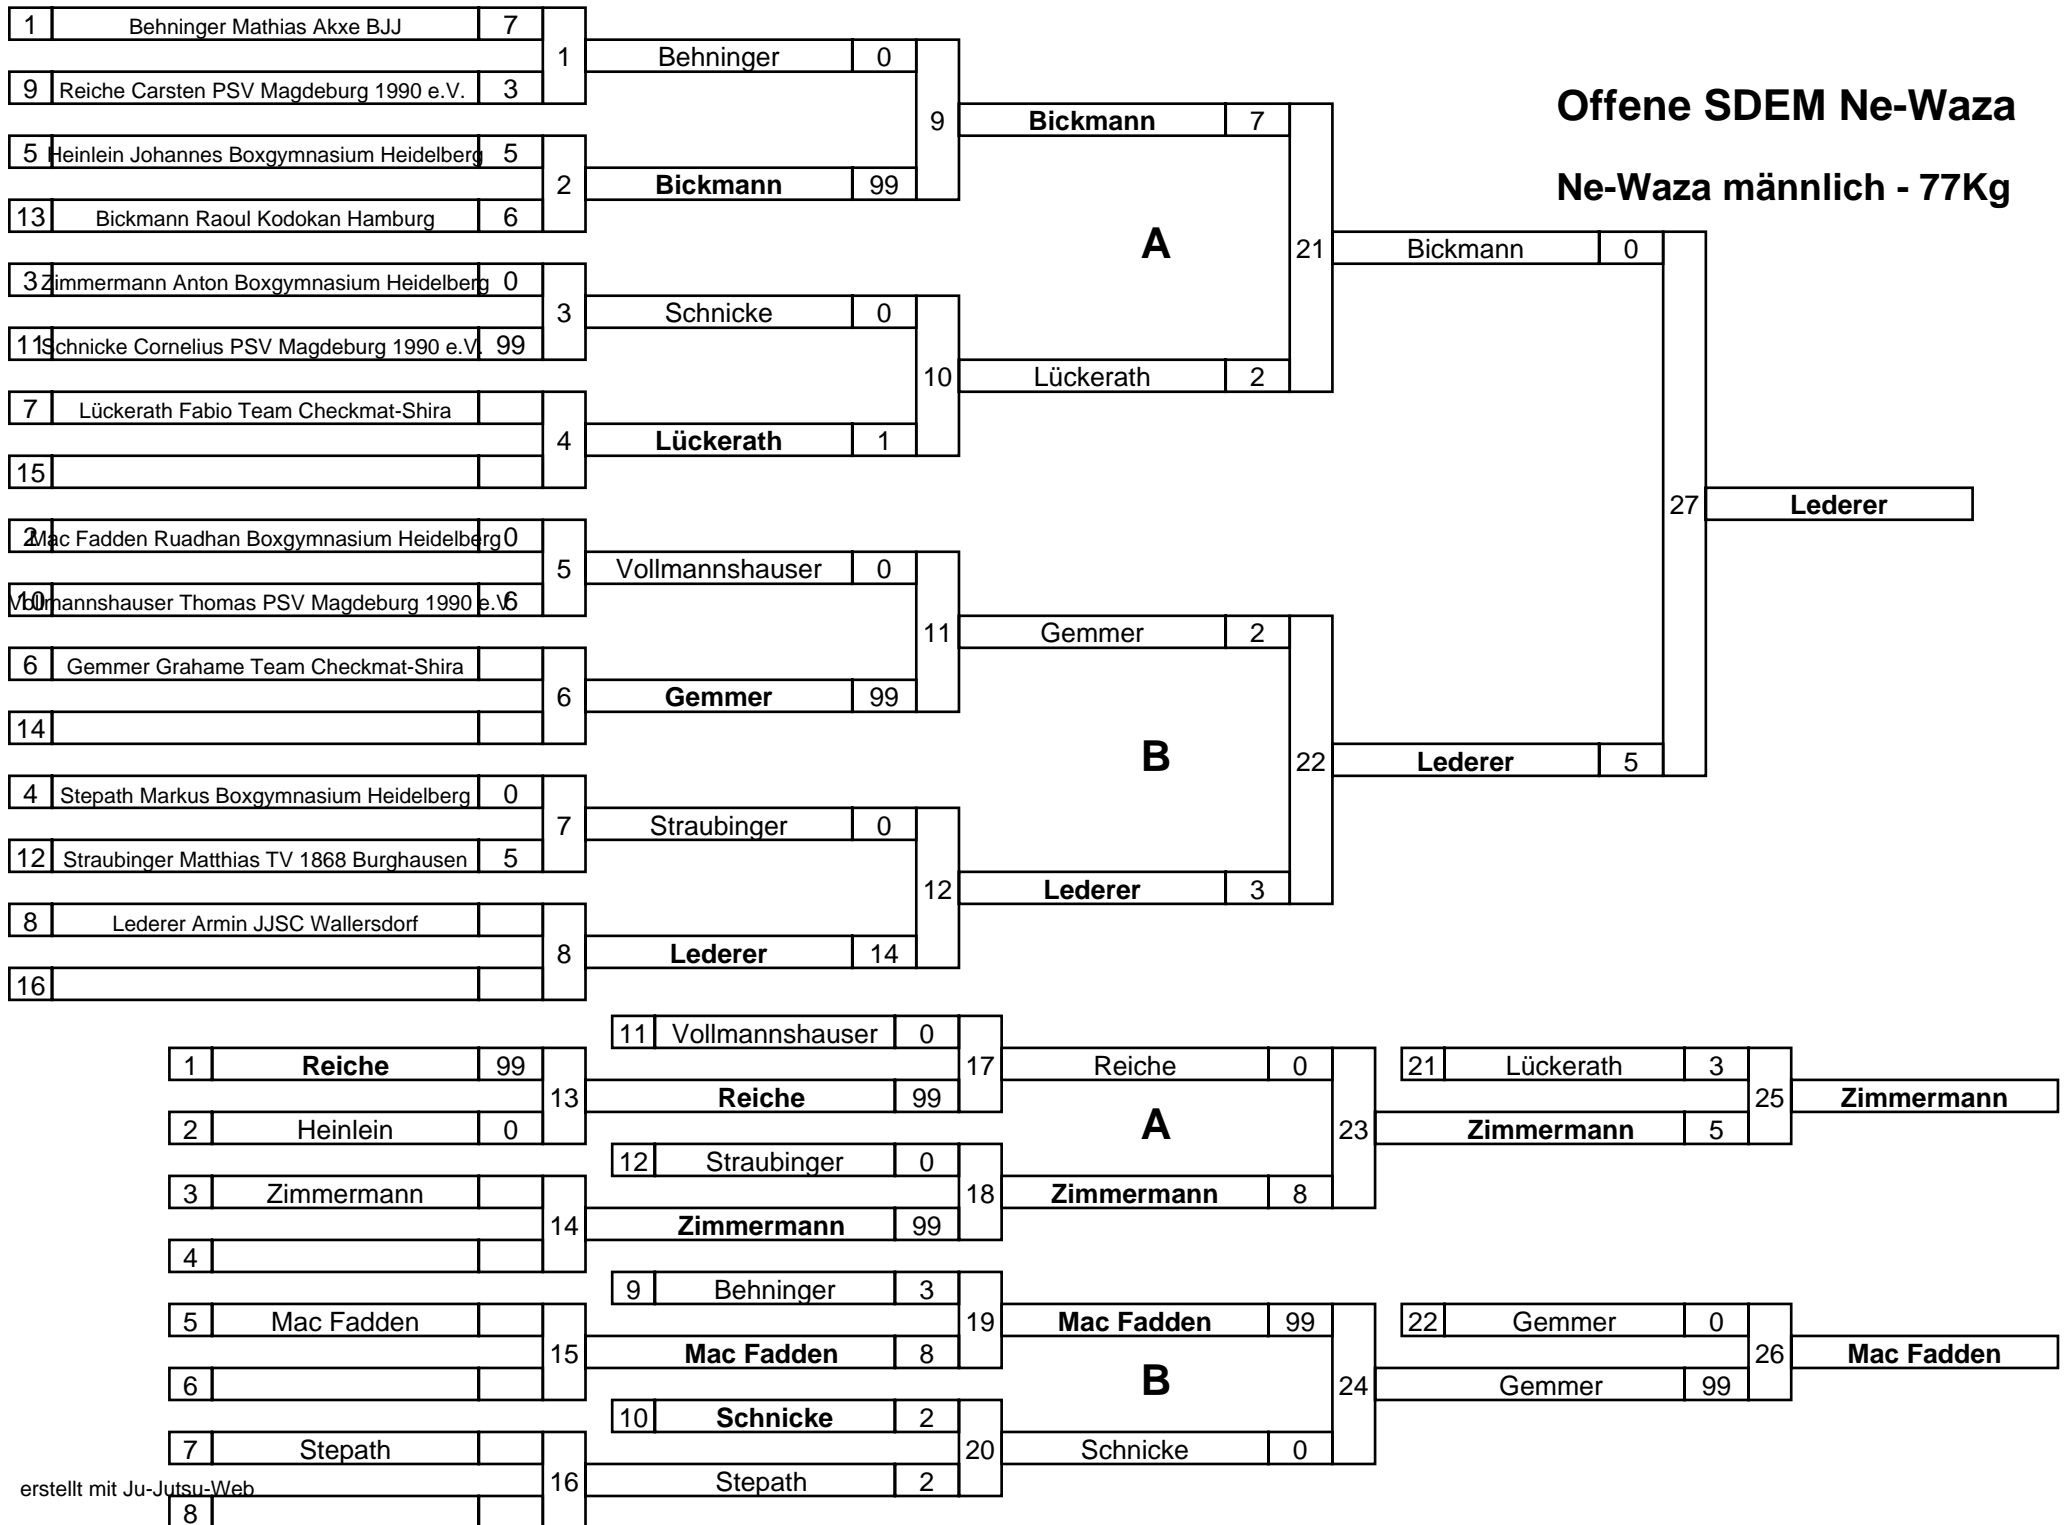 1 Behninger Mathias Akxe BJJ 7
1 Behninger 0
9 Reiche Carsten PSV Magdeburg 1990 e.V. 3
Offene SDEM Ne-Waza
9 Bickmann 7
5 Heinlein Johannes Boxgymnasium Heidelberg 5
2 Bickmann 99
Ne-Waza männlich - 77Kg
13 Bickmann Raoul Kodokan Hamburg 6
A 21 Bickmann 0
3 Zimmermann Anton Boxgymnasium Heidelberg 0
3 Schnicke 0
11 Schnicke Cornelius PSV Magdeburg 1990 e.V. 99
10 Lückerath 2
7 Lückerath Fabio Team Checkmat-Shira
4 Lückerath 1
15
27 Lederer
2 Mac Fadden Ruadhan Boxgymnasium Heidelberg 0
5 Vollmannshauser 0
10 Vollmannshauser Thomas PSV Magdeburg 1990 e.V. 6
11 Gemmer 2
6 Gemmer Grahame Team Checkmat-Shira
6 Gemmer 99
14
B 22 Lederer 5
4 Stepath Markus Boxgymnasium Heidelberg 0
7 Straubinger 0
12 Straubinger Matthias TV 1868 Burghausen 5
12 Lederer 3
8 Lederer Armin JJSC Wallersdorf
8 Lederer 14
16
11 Vollmannshauser 0
1 Reiche 99
17 Reiche 0
21 Lückerath 3
13 Reiche 99
25 Zimmermann
2 Heinlein 0
A 23 Zimmermann 5
12 Straubinger 0
3 Zimmermann
18 Zimmermann 8
14 Zimmermann 99
4
9 Behninger 3
5 Mac Fadden
19 Mac Fadden 99
22 Gemmer 0
15 Mac Fadden 8
26 Mac Fadden
6
B 24 Gemmer 99
10 Schnicke 2
7 Stepath
20 Schnicke 0
16 Stepath 2
erstellt mit Ju-Jutsu-Web
8